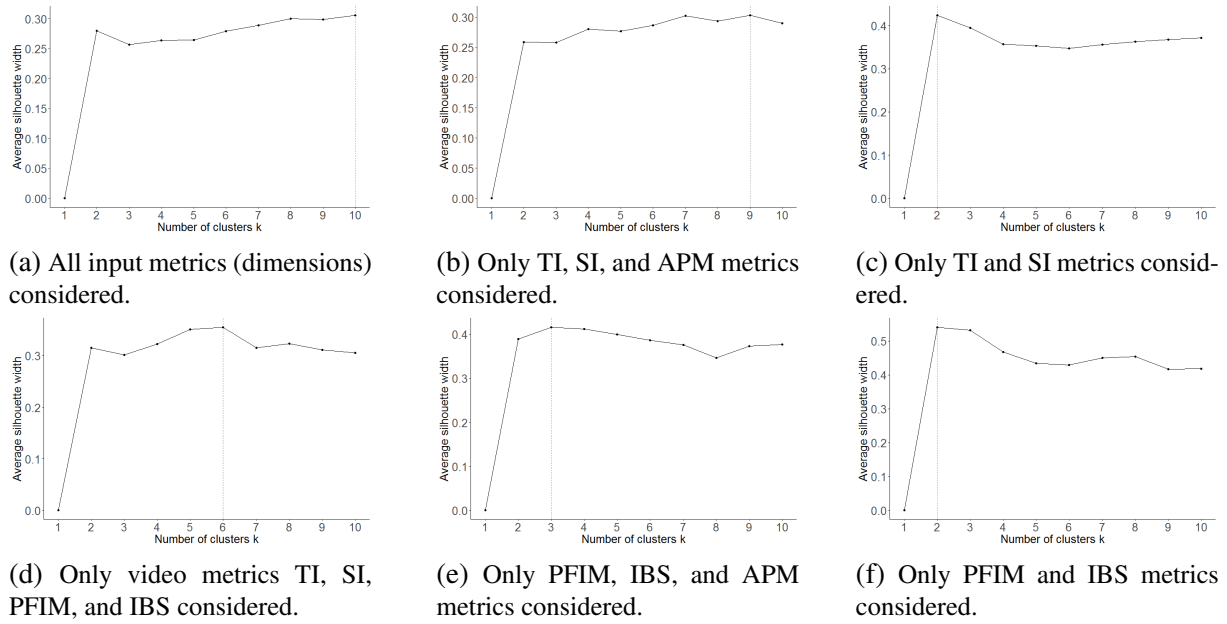 Average silhouette width
0.30
0.25
0.20
0.15
0.10
0.05
0.00
1 2 3 4 5 6 7 8 9 10
Number of clusters k
(a) All input metrics (dimensions)
considered.
Average silhouette width
0.30
0.25
0.20
0.15
0.10
0.05
0.00
1 2 3 4 5 6 7 8 9 10
Number of clusters k
(b) Only TI, SI, and APM metrics
considered.
Average silhouette width
0.4
0.3
0.2
0.1
0.0
1 2 3 4 5 6 7 8 9 10
Number of clusters k
(c) Only TI and SI metrics consid-
ered.
Average silhouette width
0.3
0.2
0.1
0.0
1 2 3 4 5 6 7 8 9 10
Number of clusters k
(d) Only video metrics TI, SI,
PFIM, and IBS considered.
Average silhouette width
0.4
0.3
0.2
0.1
0.0
1 2 3 4 5 6 7 8 9 10
Number of clusters k
(e) Only PFIM, IBS, and APM
metrics considered.
Average silhouette width
0.5
0.4
0.3
0.2
0.1
0.0
1 2 3 4 5 6 7 8 9 10
Number of clusters k
(f) Only PFIM and IBS metrics
considered.